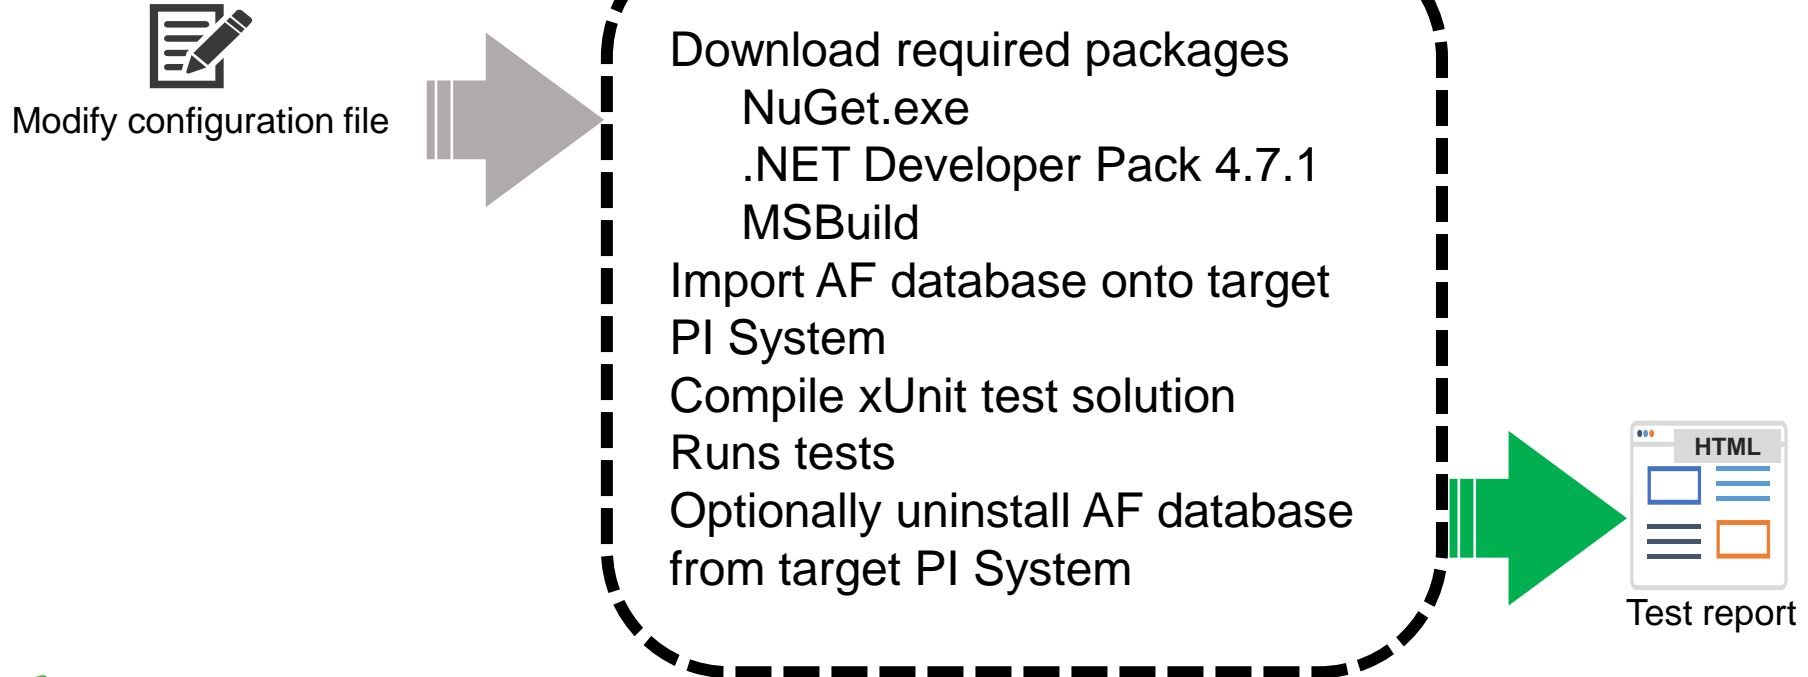 Modify configuration file
Download required packages
NuGet.exe
.NET Developer Pack 4.7.1
MSBuild
Import AF database onto target
PI System
Compile xUnit test solution
Runs tests
Optionally uninstall AF database
from target PI System
HTML
Test report